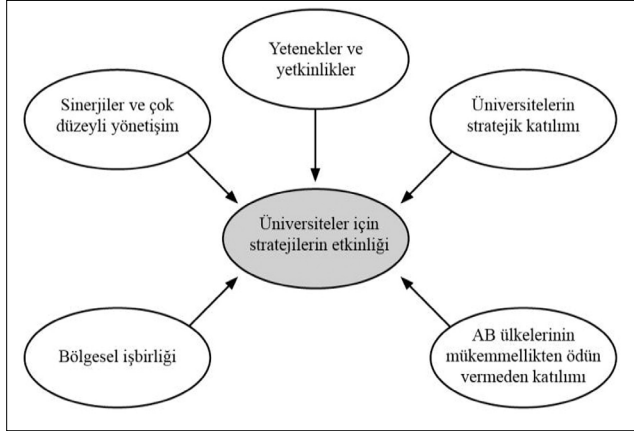 Yetenekler ve
yetkinlikler
Sinerjiler ve çok
düzeyli yönetişim
Üniversitelerin
stratejik katılımı
Üniversiteler için
stratejilerin etkinliği
Bölgesel işbirliği
AB ülkelerinin
mükemmellikten ödün
vermeden katılımı